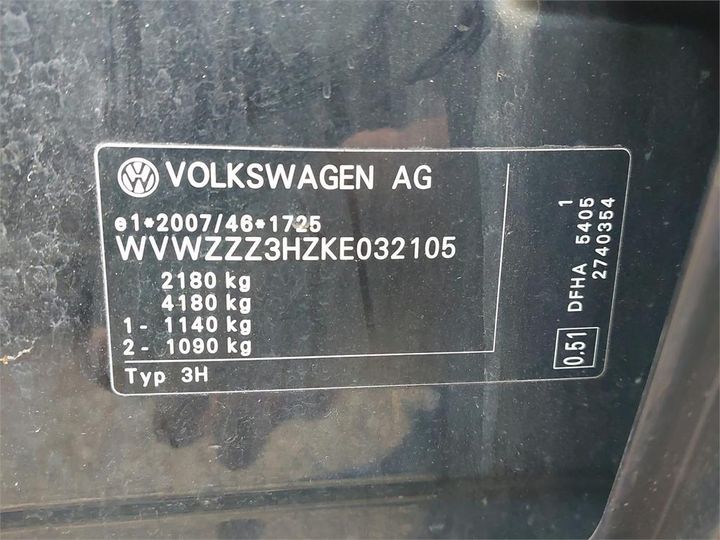 VOLKSWAGEN AG
e1*2007/46*1725
WVWZZZ3HZKE032105
2180 kg
4180 kg
1 - 1140 kg
2 - 1090 kg
Typ 3H
0.51
DFHA 5405 1
2740354